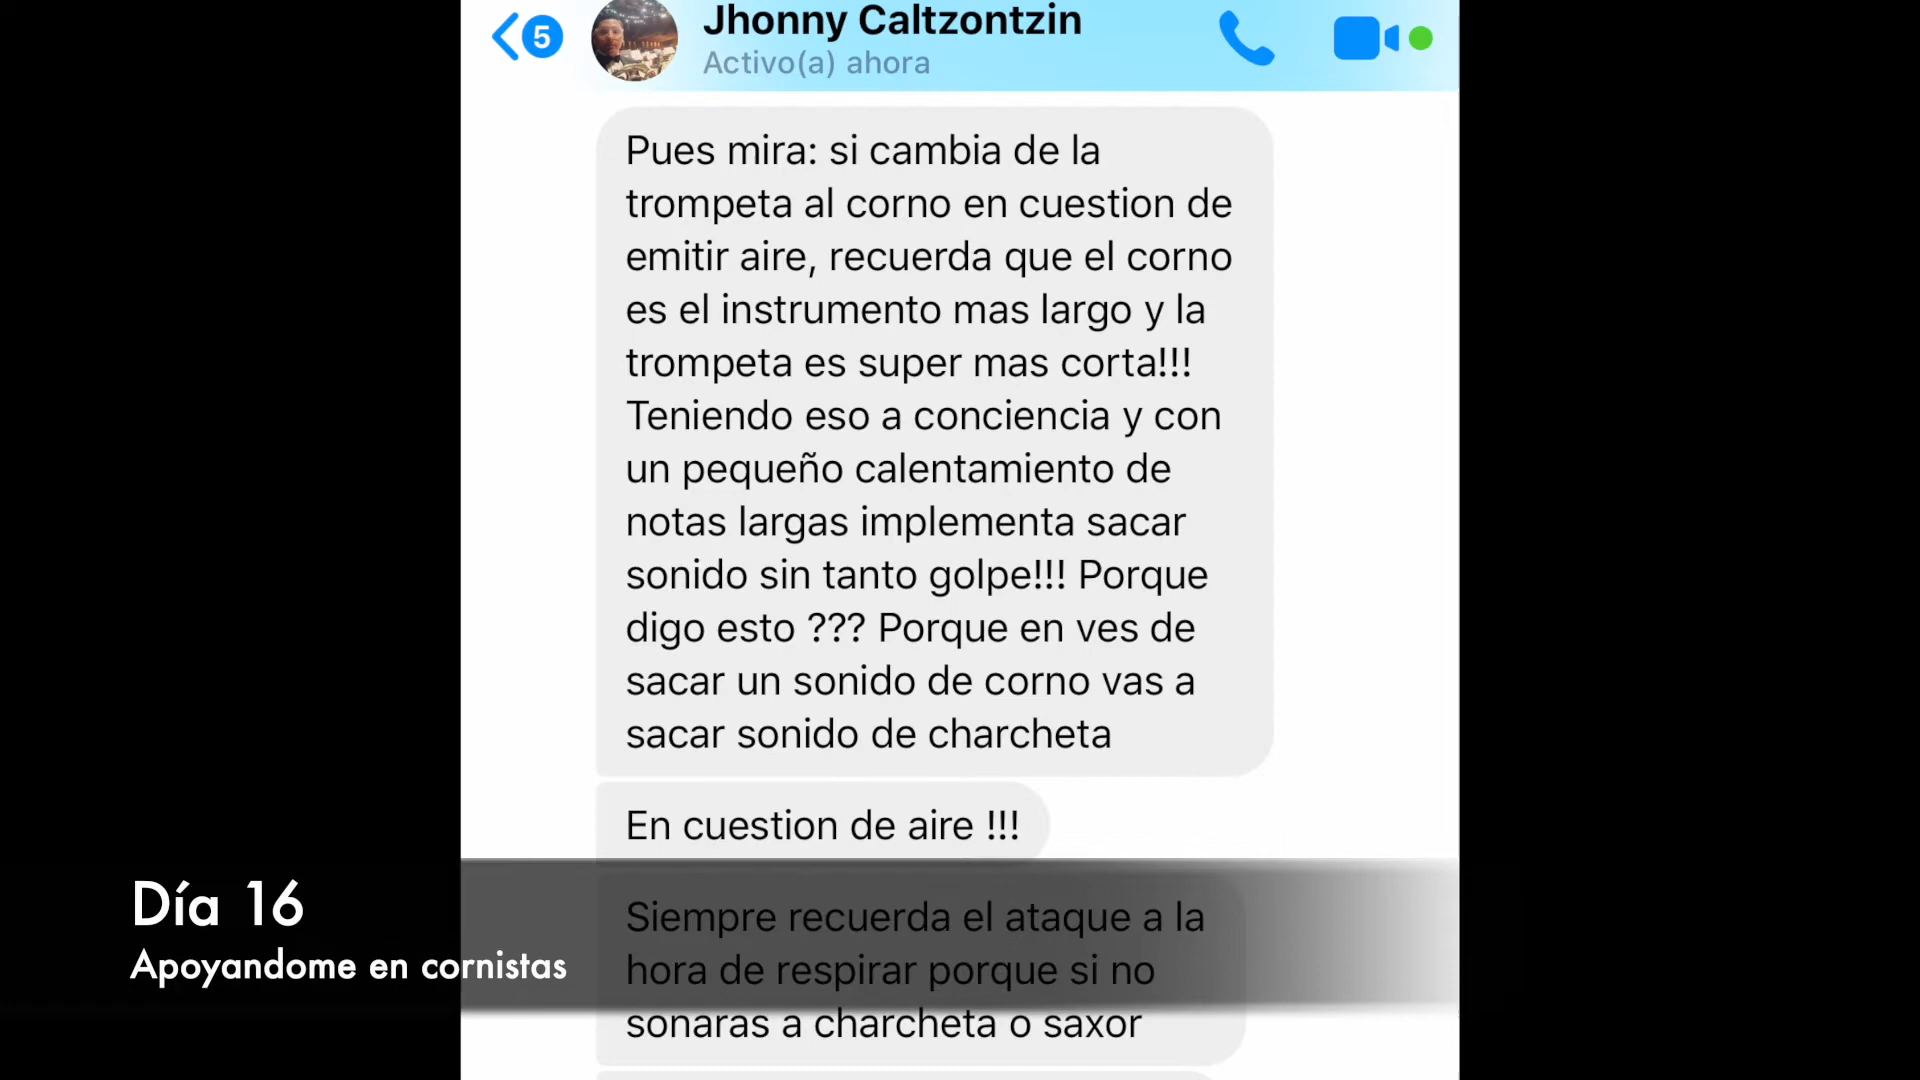 5
Jhonny Caltzontzin
Activo(a) ahora
Pues mira: si cambia de la
trompeta al corno en cuestion de
emitir aire, recuerda que el corno
es el instrumento mas largo y la
trompeta es super mas corta!!!
Teniendo eso a conciencia y con
un pequeño calentamiento de
notas largas implementa sacar
sonido sin tanto golpe!!! Porque
digo esto ??? Porque en ves de
sacar un sonido de corno vas a
sacar sonido de charcheta
En cuestion de aire !!!
Siempre recuerda el ataque a la
hora de respirar porque si no
sonaras a charcheta o saxor
Día 16
Apoyandome en cornistas